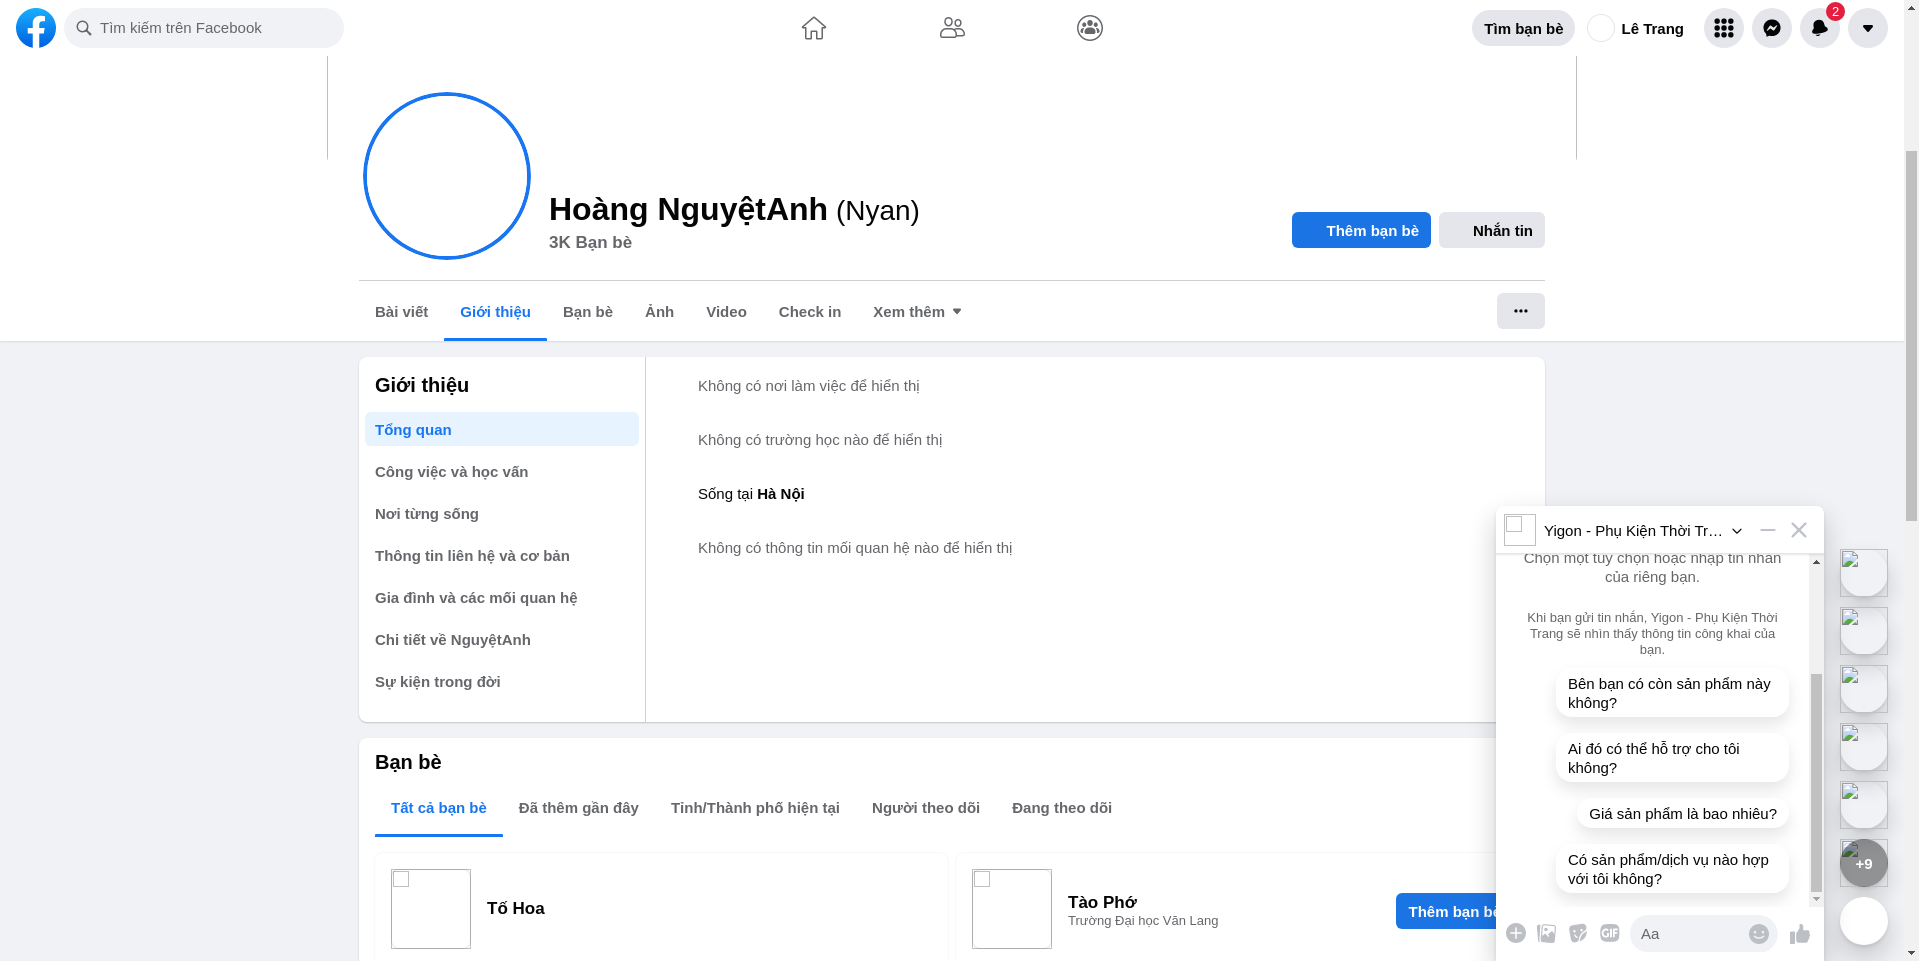 Tìm kiếm trên Facebook
Tìm bạn bè
Lê Trang
2
Hoàng NguyệtAnh (Nyan)
3K Bạn bè
Thêm bạn bè
Nhắn tin
Bài viết
Giới thiệu
Bạn bè
Ảnh
Video
Check in
Xem thêm
Giới thiệu
Tổng quan
Công việc và học vấn
Nơi từng sống
Thông tin liên hệ và cơ bản
Gia đình và các mối quan hệ
Chi tiết về NguyệtAnh
Sự kiện trong đời
Không có nơi làm việc để hiển thị
Không có trường học nào để hiển thị
Sống tại Hà Nội
Không có thông tin mối quan hệ nào để hiển thị
Bạn bè
Tất cả bạn bè
Đã thêm gần đây
Tỉnh/Thành phố hiện tại
Người theo dõi
Đang theo dõi
Tố Hoa
Tào Phớ
Trường Đại học Văn Lang
Thêm bạn bè
Yigon - Phụ Kiện Thời Tr...
Chọn một tùy chọn hoặc nhập tin nhắn
của riêng bạn.
Khi bạn gửi tin nhắn, Yigon - Phụ Kiện Thời
Trang sẽ nhìn thấy thông tin công khai của
bạn.
Bên bạn có còn sản phẩm này
không?
Ai đó có thể hỗ trợ cho tôi
không?
Giá sản phẩm là bao nhiêu?
Có sản phẩm/dịch vụ nào hợp
với tôi không?
GIF
Aa
+9